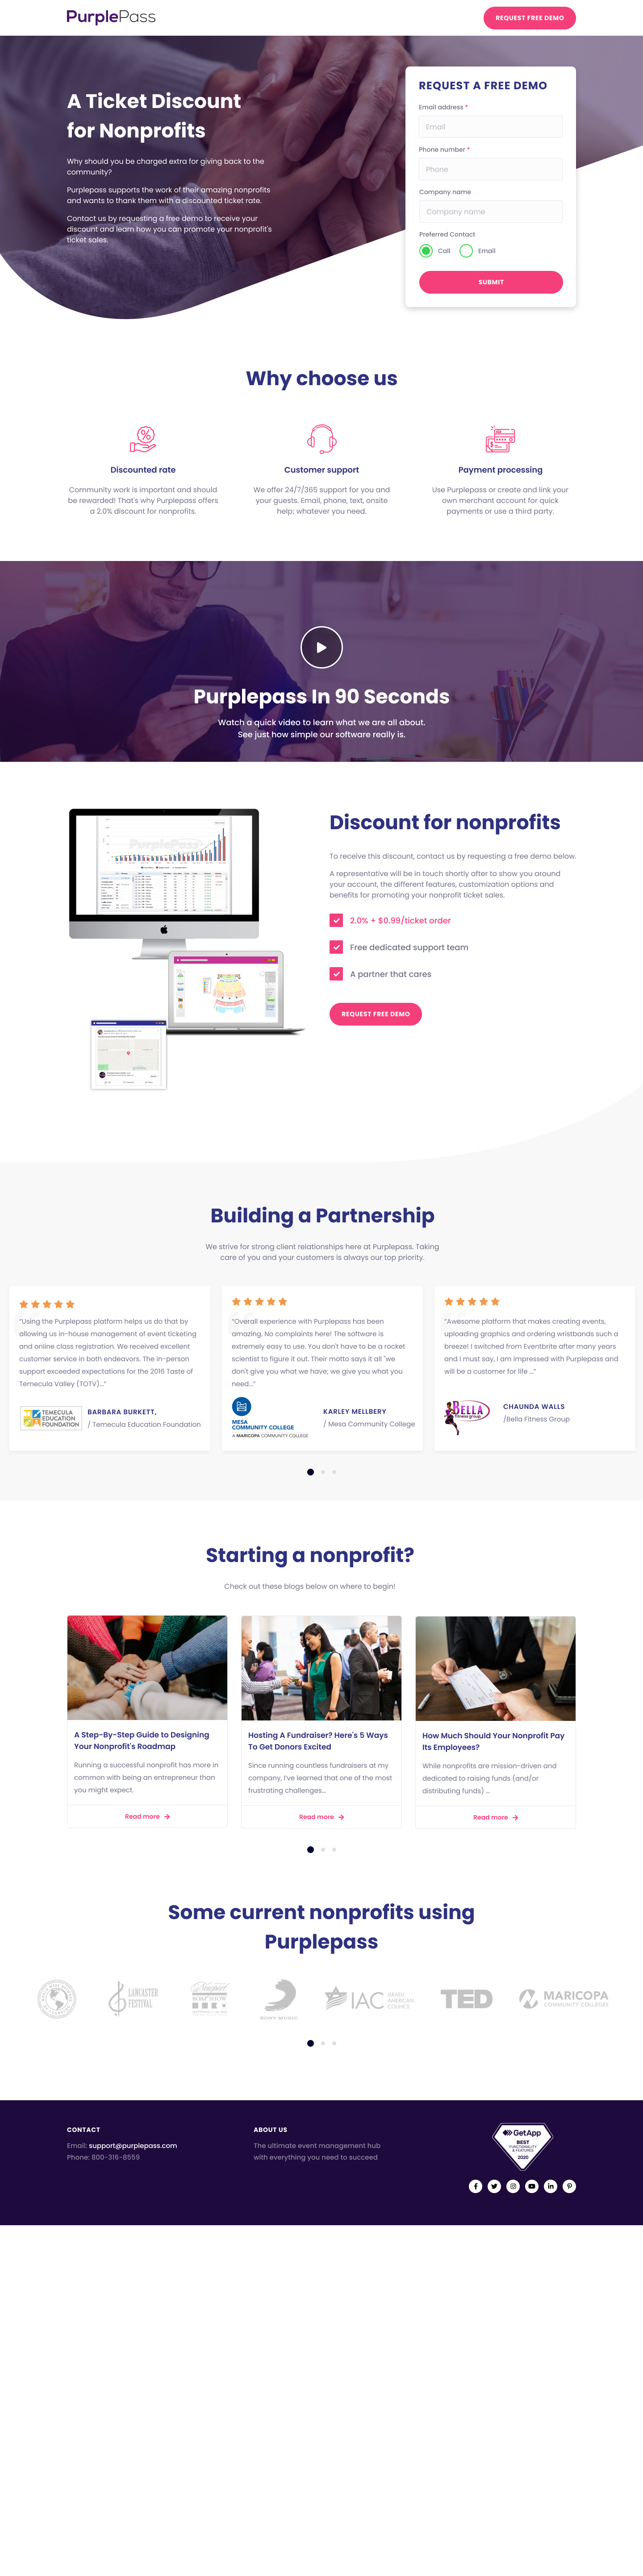 PurplePass
REQUEST FREE DEMO
A Ticket Discount
for Nonprofits
Why should you be charged extra for giving back to the
community?
Purplepass supports the work of their amazing nonprofits
and wants to thank them with a discounted ticket rate.
Contact us by requesting a free demo to receive your
discount and learn how you can promote your nonprofit's
ticket sales.
REQUEST A FREE DEMO
Email address *
Email
Phone number *
Phone
Company name
Company name
Preferred Contact
Call Email
SUBMIT
Why choose us
Discounted rate
Community work is important and should
be rewarded! That's why Purplepass offers
a 2.0% discount for nonprofits.
Customer support
We offer 24/7/365 support for you and
your guests. Email, phone, text, onsite
help; whatever you need.
Payment processing
Use Purplepass or create and link your
own merchant account for quick
payments or use a third party.
Purplepass In 90 Seconds
Watch a quick video to learn what we are all about.
See just how simple our software really is.
PurplePass
Discount for nonprofits
To receive this discount, contact us by requesting a free demo below.
A representative will be in touch shortly after to show you around
your account, the different features, customization options and
benefits for promoting your nonprofit ticket sales.
2.0% + $0.99/ticket order
Free dedicated support team
A partner that cares
REQUEST FREE DEMO
Building a Partnership
We strive for strong client relationships here at Purplepass. Taking
care of you and your customers is always our top priority.
"Using the Purplepass platform helps us do that by
allowing us in-house management of event ticketing
and online class registration. We received excellent
customer service in both endeavors. The in-person
support exceeded expectations for the 2016 Taste of
Temecula Valley (TOTV)..."
TEMECULA
EDUCATION
FOUNDATION
BARBARA BURKETT,
/ Temecula Education Foundation
"Overall experience with Purplepass has been
amazing. No complaints here! The software is
extremely easy to use. You don't have to be a rocket
scientist to figure it out. Their motto says it all "we
don't give you what we have; we give you what you
need..."
MESA
COMMUNITY COLLEGE
A MARICOPA COMMUNITY COLLEGE
KARLEY MELLBERY
/ Mesa Community College
"Awesome platform that makes creating events,
uploading graphics and ordering wristbands such a
breeze! I switched from Eventbrite after many years
and I must say, I am impressed with Purplepass and
will be a customer for life ..."
BELLA
fitness group
CHAUNDA WALLS
/Bella Fitness Group
Starting a nonprofit?
Check out these blogs below on where to begin!
A Step-By-Step Guide to Designing
Your Nonprofit's Roadmap
Running a successful nonprofit has more in
common with being an entrepreneur than
you might expect.
Read more
Hosting A Fundraiser? Here's 5 Ways
To Get Donors Excited
Since running countless fundraisers at my
company, I've learned that one of the most
frustrating challenges...
Read more
How Much Should Your Nonprofit Pay
Its Employees?
While nonprofits are mission-driven and
dedicated to raising funds (and/or
distributing funds) ...
Read more
Some current nonprofits using
Purplepass
LANCASTER
FESTIVAL
Newport
BOAT SHOW
SONY MUSIC
IAC
ISRAELI
AMERICAN
COUNCIL
TED
MARICOPA
COMMUNITY COLLEGES
CONTACT
Email: support@purplepass.com
Phone: 800-316-8559
ABOUT US
The ultimate event management hub
with everything you need to succeed
GetApp
BEST
FUNCTIONALITY
& FEATURES
2020